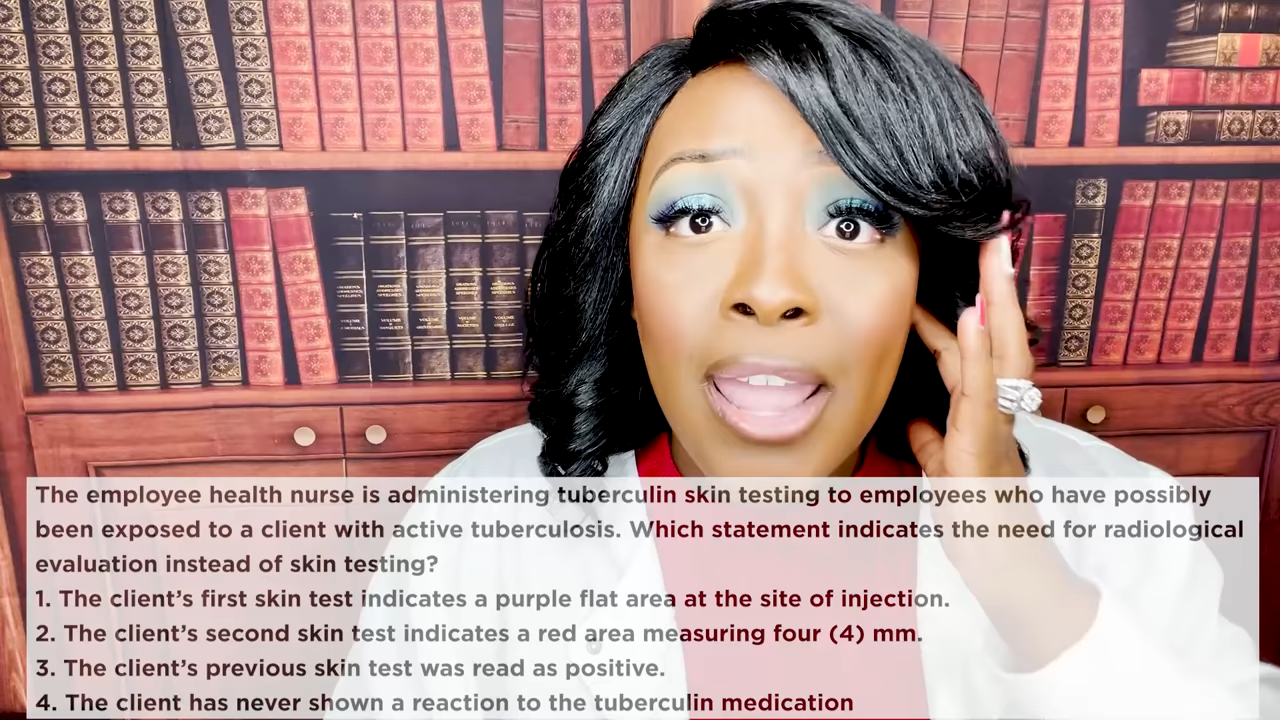 The employee health nurse is administering tuberculin skin testing to employees who have possibly
been exposed to a client with active tuberculosis. Which statement indicates the need for radiological
evaluation instead of skin testing?
1. The client's first skin test indicates a purple flat area at the site of injection.
2. The client's second skin test indicates a red area measuring four (4) mm.
3. The client's previous skin test was read as positive.
4. The client has never shown a reaction to the tuberculin medication